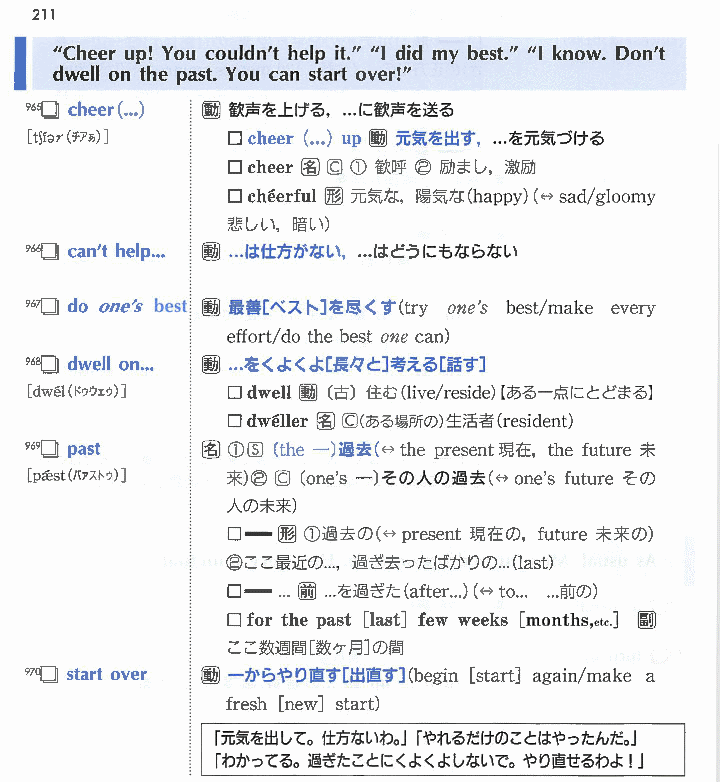 211
“Cheer up! You couldn't help it.” “I did my best.” “I know. Don't
dwell on the past. You can start over!”
965□ cheer(...) 動 歓声を上げる，…に歓声を送る
[tʃíər(チアぁ)] □ cheer (...) up 動 元気を出す，…を元気づける
□ cheer 名 C ① 歓呼 ② 励まし，激励
□ chéerful 形 元気な，陽気な(happy)(↔ sad/gloomy
悲しい，暗い)
966□ can't help... 動 …は仕方がない，…はどうにもならない
967□ do one's best 動 最善[ベスト]を尽くす(try one's best/make every
effort/do the best one can)
968□ dwell on... 動 …をくよくよ[長々と]考える[話す]
[dwél(ドゥウェゥ)] □ dwell 動 〔古〕住む(live/reside)【ある一点にとどまる】
□ dwéller 名 C(ある場所の)生活者(resident)
969□ past 名 ①S (the —)過去(↔ the present 現在，the future 未
[pǽst(パァストゥ)] 来)② C (one's —)その人の過去(↔ one's future その
人の未来)
□━ 形 ①過去の(↔ present 現在の，future 未来の)
②ここ最近の…，過ぎ去ったばかりの…(last)
□━ ... 前 …を過ぎた(after...)(↔ to... …前の)
□ for the past [last] few weeks [months,etc.] 副
ここ数週間[数ヶ月]の間
970□ start over 動 一からやり直す[出直す](begin [start] again/make a
fresh [new] start)
「元気を出して。仕方ないわ。」「やれるだけのことはやったんだ。」
「わかってる。過ぎたことにくよくよしないで。やり直せるわよ！」